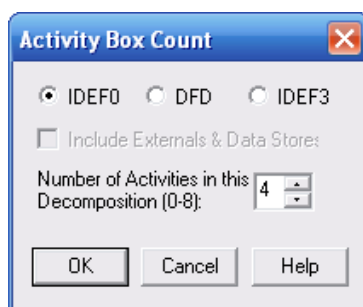 Activity Box Count
IDEF0 DFD IDEF3
Include Externals & Data Stores
Number of Activities in this
Decomposition (0-8):
4
OK Cancel Help